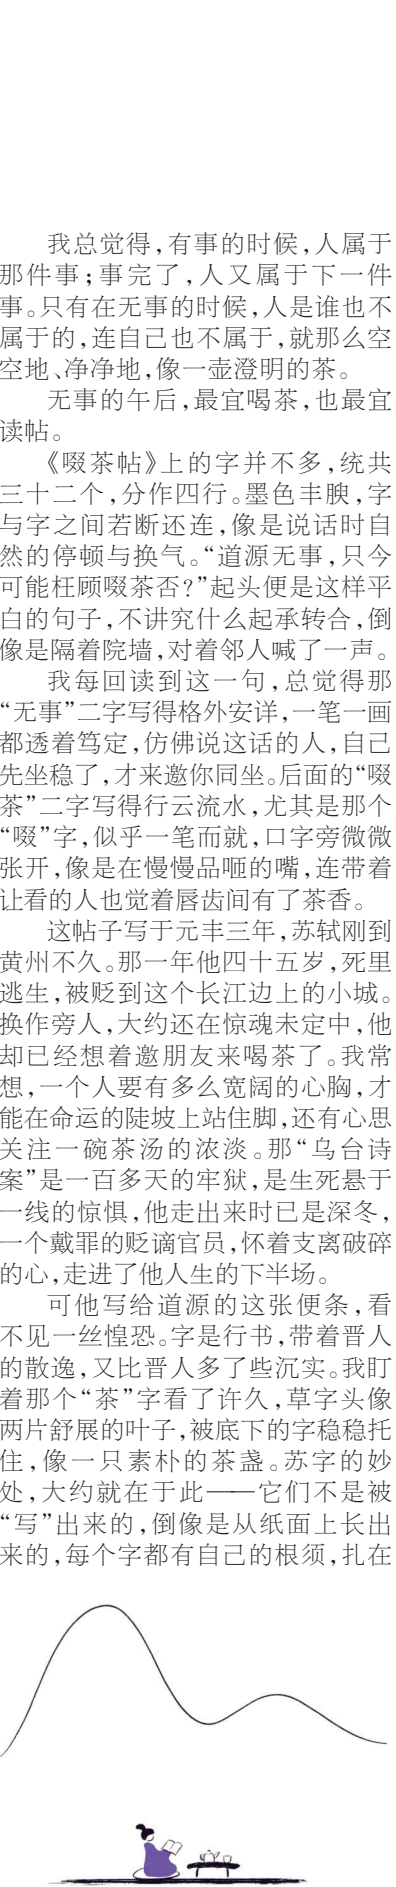 我总觉得,有事的时候,人属于
那件事;事完了,人又属于下一件
事。只有在无事的时候,人是谁也不
属于的,连自己也不属于,就那么空
空地、净净地,像一壶澄明的茶。
无事的午后,最宜喝茶,也最宜
读帖。
《啜茶帖》上的字并不多,统共
三十二个,分作四行。墨色丰腴,字
与字之间若断还连,像是说话时自
然的停顿与换气。“道源无事,只今
可能枉顾啜茶否?”起头便是这样平
白的句子,不讲究什么起承转合,倒
像是隔着院墙,对着邻人喊了一声。
我每回读到这一句,总觉得那
“无事”二字写得格外安详,一笔一画
都透着笃定,仿佛说这话的人,自己
先坐稳了,才来邀你同坐。后面的“啜
茶”二字写得行云流水,尤其是那个
“啜”字,似乎一笔而就,口字旁微微
张开,像是在慢慢品咂的嘴,连带着
让看的人也觉着唇齿间有了茶香。
这帖子写于元丰三年,苏轼刚到
黄州不久。那一年他四十五岁,死里
逃生,被贬到这个长江边上的小城。
换作旁人,大约还在惊魂未定中,他
却已经想着邀朋友来喝茶了。我常
想,一个人要有多么宽阔的心胸,才
能在命运的陡坡上站住脚,还有心思
关注一碗茶汤的浓淡。那“乌台诗
案”是一百多天的牢狱,是生死悬于
一线的惊惧,他走出来时已是深冬,
一个戴罪的贬谪官员,怀着支离破碎
的心,走进了他人生的下半场。
可他写给道源的这张便条,看
不见一丝惶恐。字是行书,带着晋人
的散逸,又比晋人多了些沉实。我盯
着那个“茶”字看了许久,草字头像
两片舒展的叶子,被底下的字稳稳托
住,像一只素朴的茶盏。苏字的妙
处,大约就在于此——它们不是被
“写”出来的,倒像是从纸面上长出
来的,每个字都有自己的根须,扎在